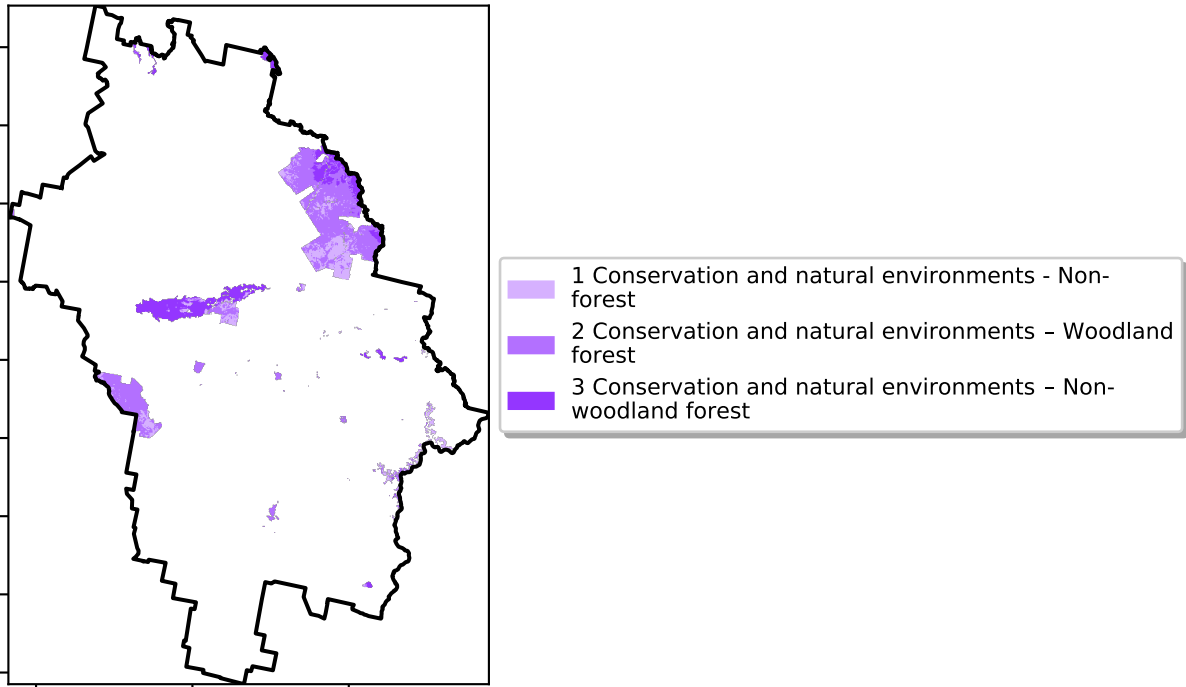 1 Conservation and natural environments - Non-
forest
2 Conservation and natural environments – Woodland
forest
3 Conservation and natural environments – Non-
woodland forest